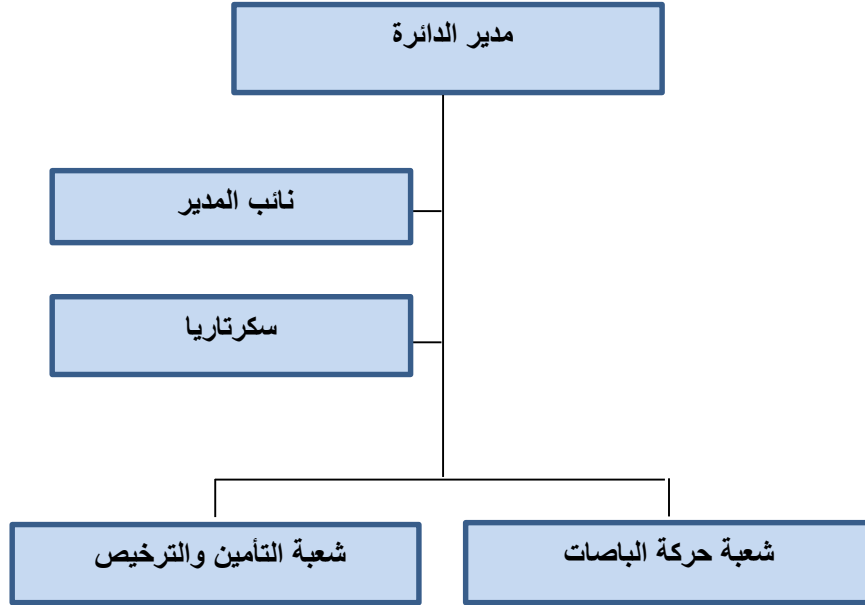 مدير الدائرة
نائب المدير
سكرتاريا
شعبة حركة الباصات
شعبة التأمين والترخيص